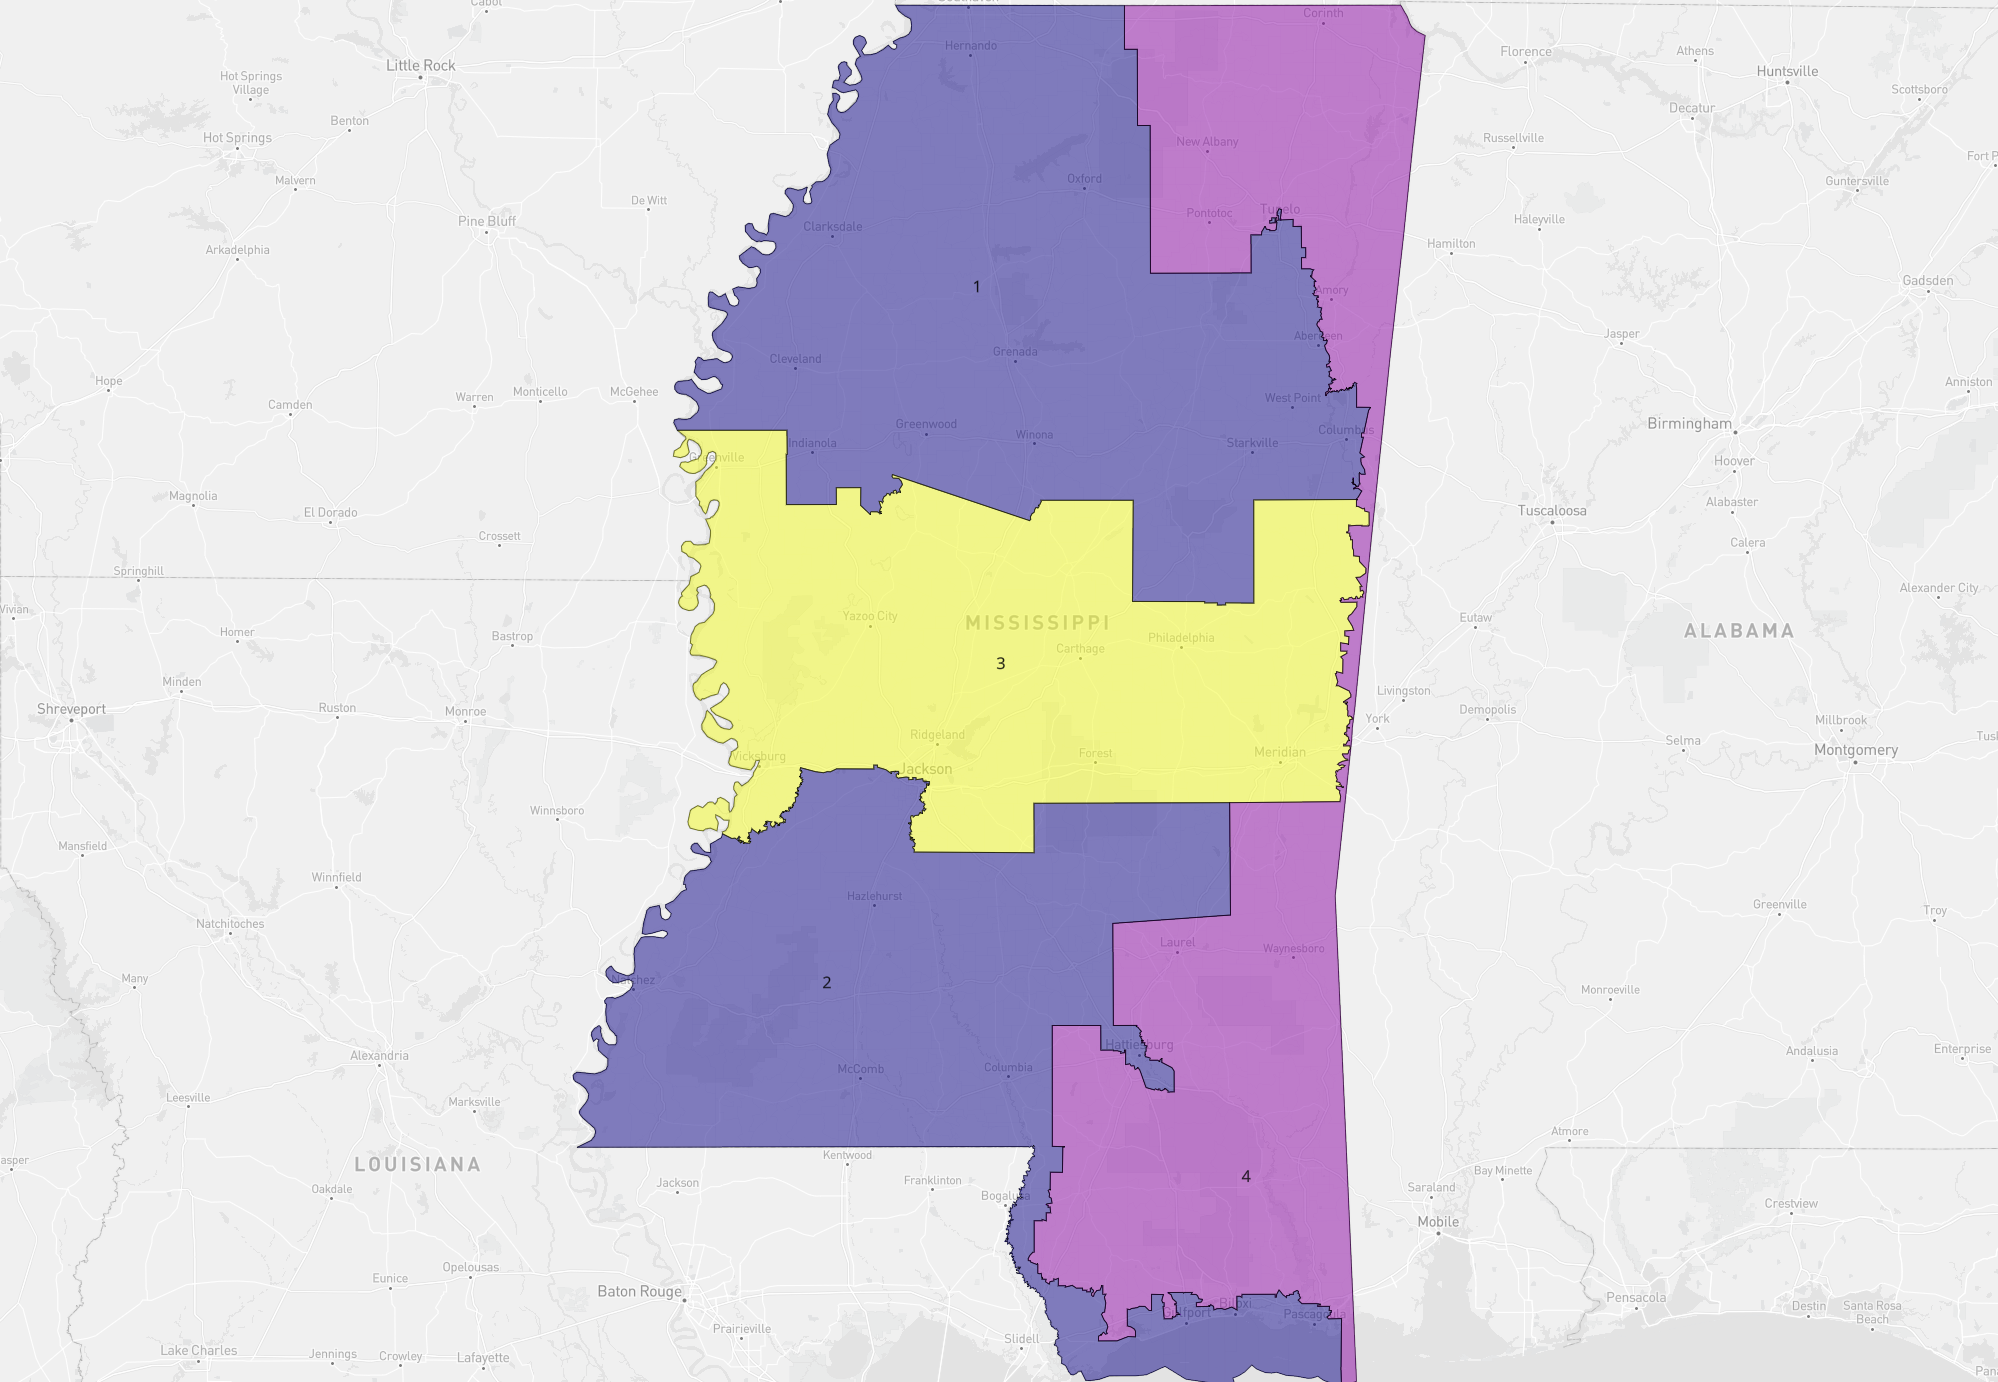 Cabot
Corinth
Hernando
Little Rock
Florence
Athens
Huntsville
Hot Springs
Village
Scottsboro
Decatur
Benton
Hot Springs
Russellville
New Albany
Fort P
Malvern
Oxford
Guntersville
De Witt
Pine Bluff
Pontotoc
Tupelo
Haleyville
Clarksdale
Arkadelphia
Hamilton
Gadsden
1
Amory
Aberdeen
Jasper
Grenada
Cleveland
Hope
Anniston
Camden
Warren
Monticello
McGehee
West Point
Birmingham
Greenwood
Winona
Columbus
Indianola
Starkville
Greenville
Hoover
Magnolia
Alabaster
El Dorado
Tuscaloosa
Crossett
Calera
Springhill
Alexander City
Vivian
Yazoo City
MISSISSIPPI
Eutaw
Homer
Bastrop
Philadelphia
ALABAMA
Carthage
3
Minden
Livingston
Shreveport
Ruston
Monroe
York
Demopolis
Millbrook
Ridgeland
Selma
Tusk
Vicksburg
Forest
Meridian
Montgomery
Jackson
Winnsboro
Mansfield
Winnfield
Hazlehurst
Greenville
Troy
Natchitoches
Laurel
Waynesboro
Many
Natchez
2
Monroeville
Hattiesburg
Alexandria
Andalusia
Enterprise
McComb
Columbia
Leesville
Marksville
Atmore
Kentwood
asper
LOUISIANA
Bay Minette
4
Jackson
Franklinton
Oakdale
Saraland
Bogalusa
Crestview
Mobile
Opelousas
Eunice
Baton Rouge
Pensacola
Biloxi
Gulfport
Pascagoula
Destin
Santa Rosa
Beach
Prairieville
Slidell
Lake Charles
Jennings
Crowley
Lafayette
Pan